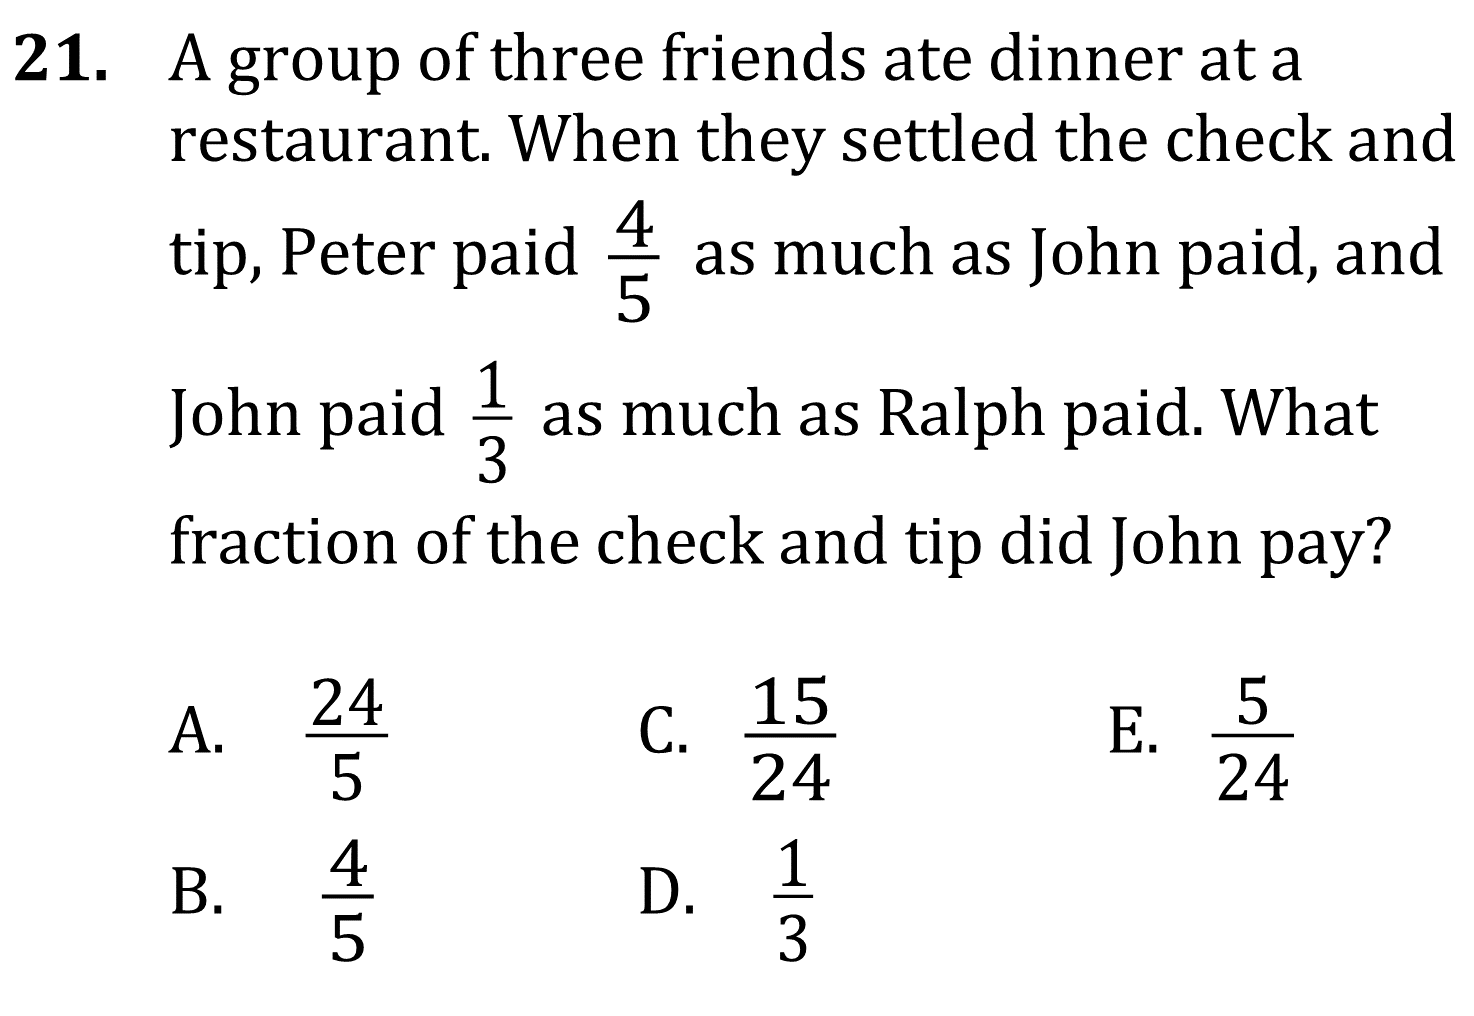 21. A group of three friends ate dinner at a
restaurant. When they settled the check and
tip, Peter paid 4/5 as much as John paid, and
John paid 1/3 as much as Ralph paid. What
fraction of the check and tip did John pay?
A. 24/5 C. 15/24 E. 5/24
B. 4/5 D. 1/3